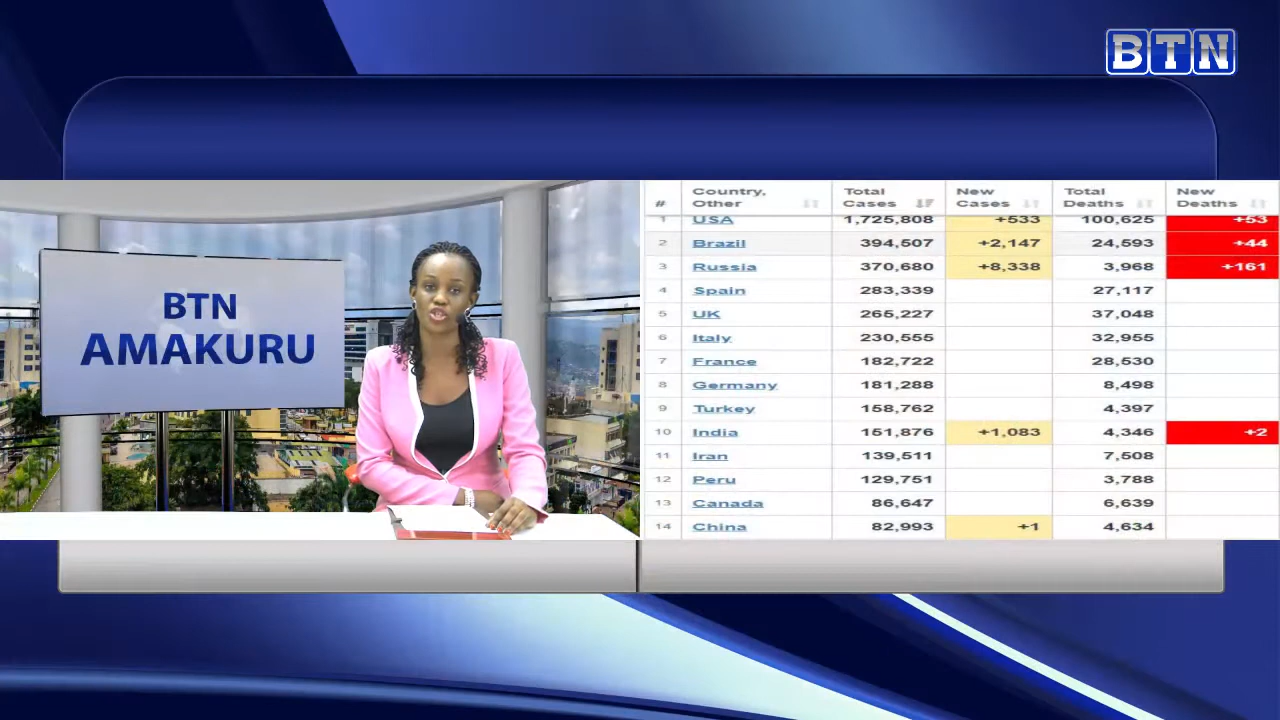 BTN
BTN
AMAKURU
# Country, Other Total Cases New Cases Total Deaths New Deaths
1 USA 1,725,808 +533 100,625 +53
2 Brazil 394,507 +2,147 24,593 +44
3 Russia 370,680 +8,338 3,968 +161
4 Spain 283,339 27,117
5 UK 265,227 37,048
6 Italy 230,555 32,955
7 France 182,722 28,530
8 Germany 181,288 8,498
9 Turkey 158,762 4,397
10 India 151,876 +1,083 4,346 +2
11 Iran 139,511 7,508
12 Peru 129,751 3,788
13 Canada 86,647 6,639
14 China 82,993 +1 4,634